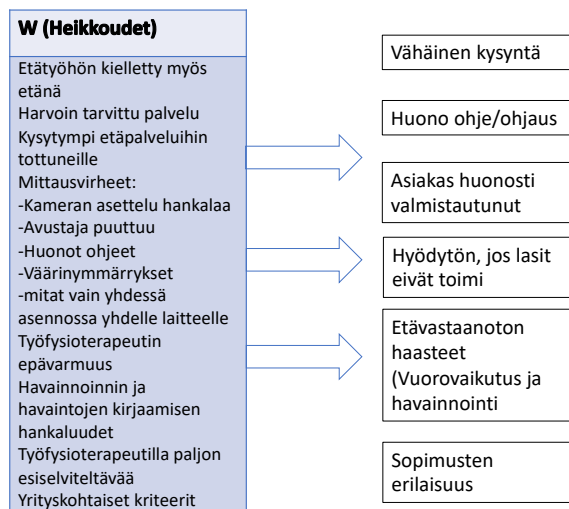 W (Heikkoudet)
Etätyöhön kielletty myös
etänä
Harvoin tarvittu palvelu
Kysytympi etäpalveluihin
tottuneille
Mittausvirheet:
-Kameran asettelu hankalaa
-Avustaja puuttuu
-Huonot ohjeet
-Väärinymmärrykset
-mitat vain yhdessä
asennossa yhdelle laitteelle
Työfysioterapeutin
epävarmuus
Havainnoinnin ja
havaintojen kirjaamisen
hankaluudet
Työfysioterapeutilla paljon
esiselviteltävää
Yrityskohtaiset kriteerit
Vähäinen kysyntä
Huono ohje/ohjaus
Asiakas huonosti
valmistautunut
Hyödytön, jos lasit
eivät toimi
Etävastaanoton
haasteet
(Vuorovaikutus ja
havainnointi
Sopimusten
erilaisuus